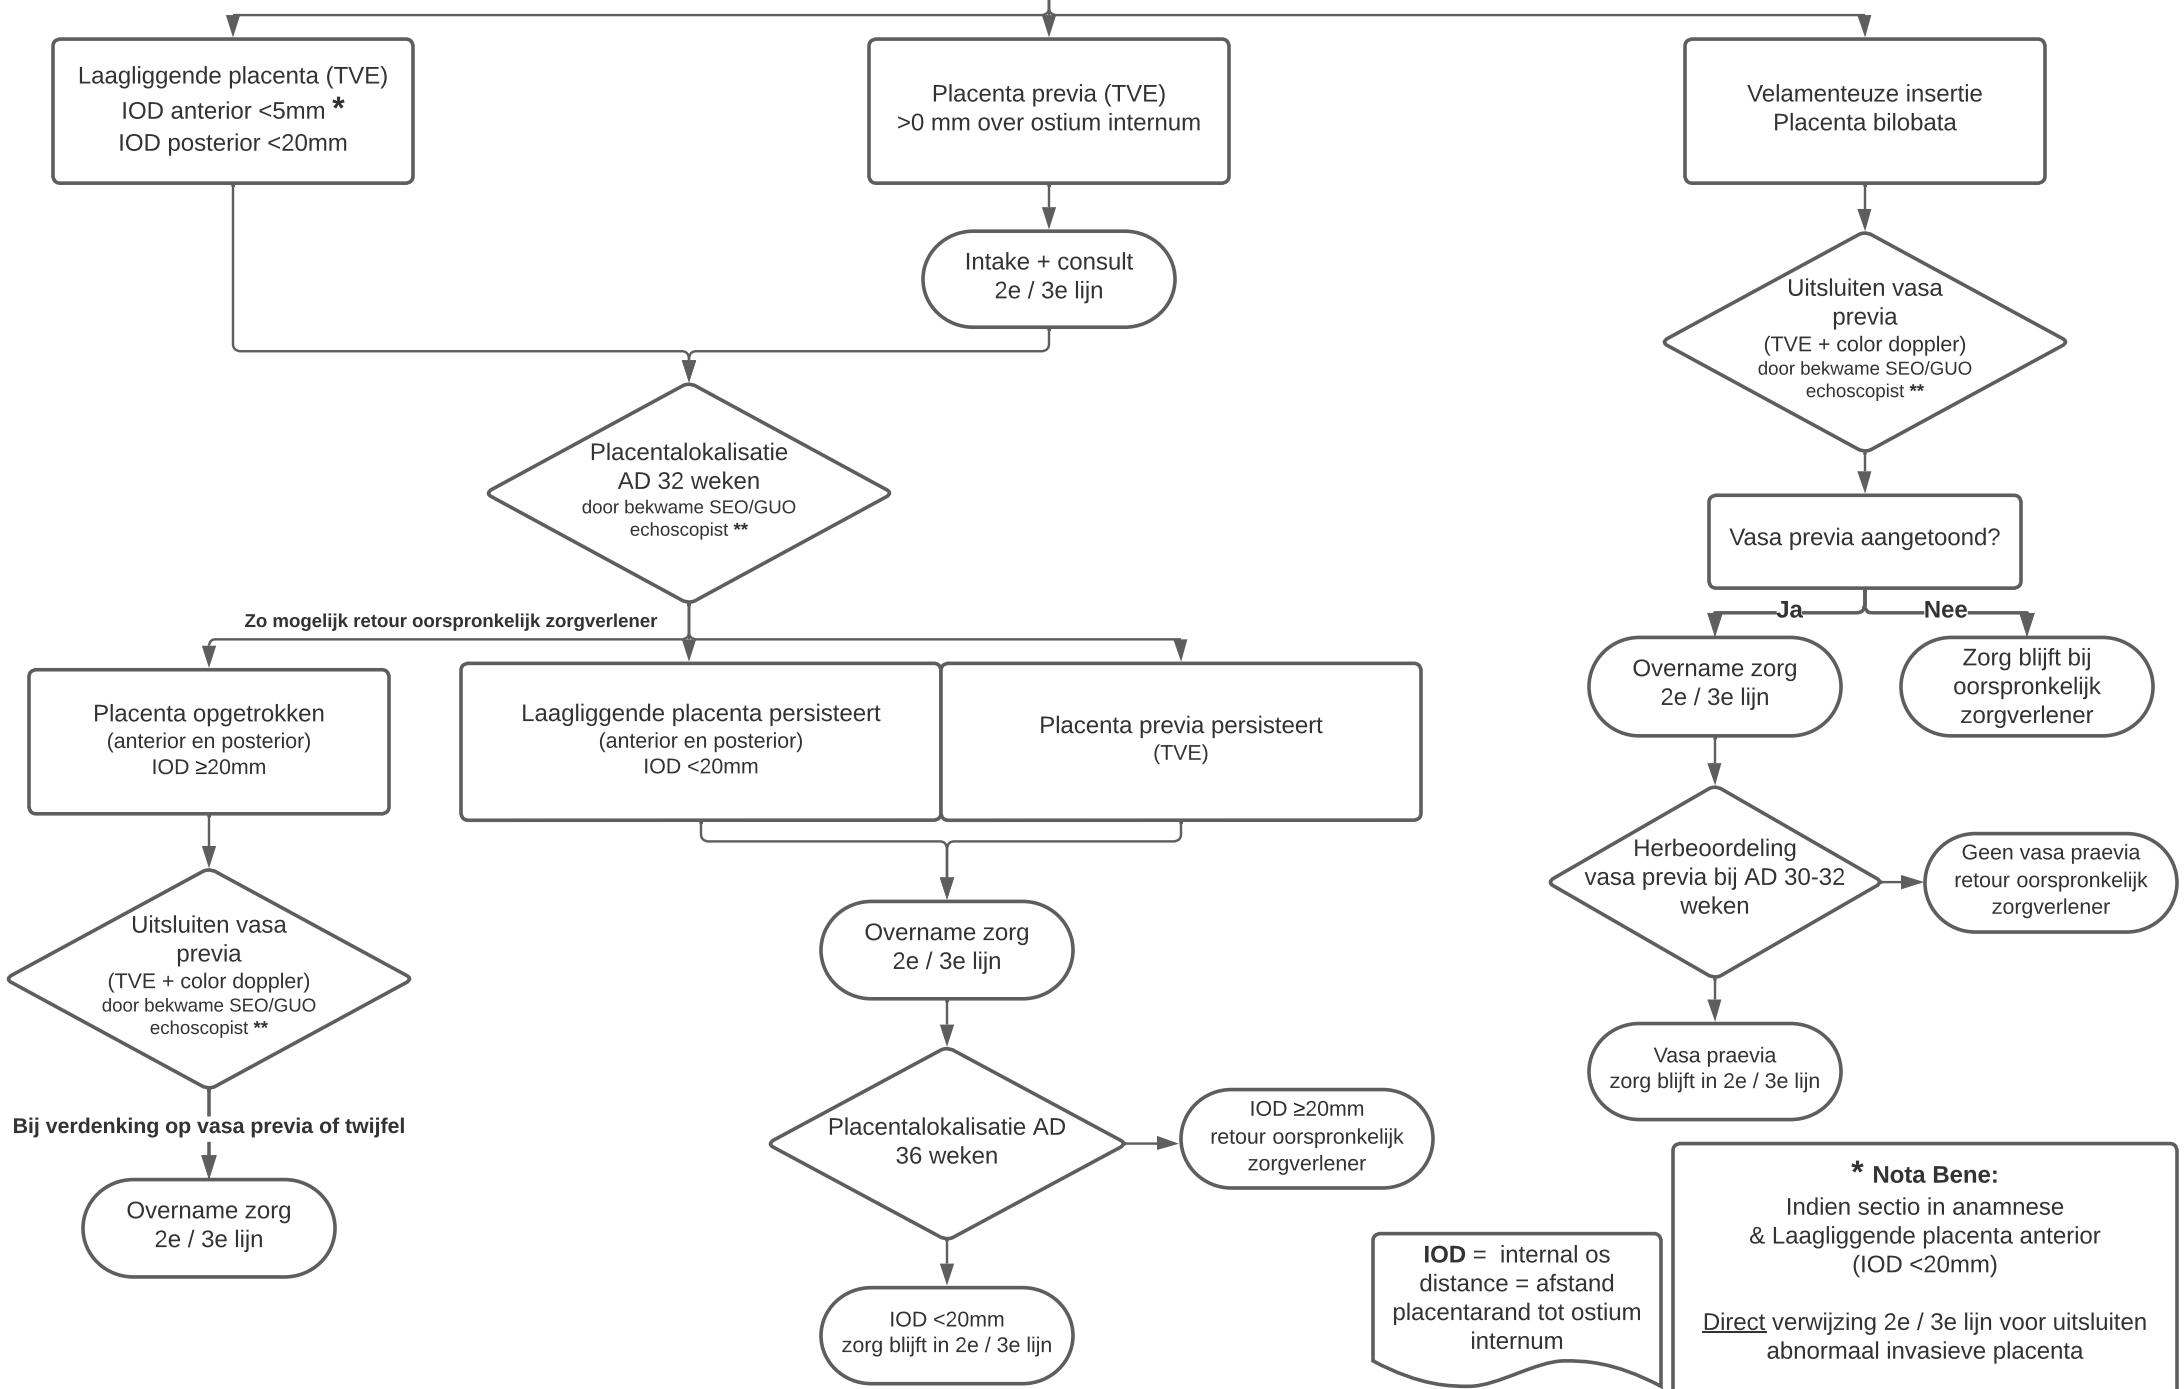 Laagliggende placenta (TVE)
IOD anterior <5mm *
IOD posterior <20mm
Placenta previa (TVE)
>0 mm over ostium internum
Velamenteuze insertie
Placenta bilobata
Intake + consult
2e / 3e lijn
Uitsluiten vasa
previa
(TVE + color doppler)
door bekwame SEO/GUO
echoscopist **
Placentalokalisatie
AD 32 weken
door bekwame SEO/GUO
echoscopist **
Vasa previa aangetoond?
Ja
Nee
Zo mogelijk retour oorspronkelijk zorgverlener
Overname zorg
2e / 3e lijn
Zorg blijft bij
oorspronkelijk
zorgverlener
Placenta opgetrokken
(anterior en posterior)
IOD ≥20mm
Laagliggende placenta persisteert
(anterior en posterior)
IOD <20mm
Placenta previa persisteert
(TVE)
Herbeoordeling
vasa previa bij AD 30-32
weken
Geen vasa praevia
retour oorspronkelijk
zorgverlener
Uitsluiten vasa
previa
(TVE + color doppler)
door bekwame SEO/GUO
echoscopist **
Overname zorg
2e / 3e lijn
Vasa praevia
zorg blijft in 2e / 3e lijn
Bij verdenking op vasa previa of twijfel
Placentalokalisatie AD
36 weken
IOD ≥20mm
retour oorspronkelijk
zorgverlener
Overname zorg
2e / 3e lijn
IOD <20mm
zorg blijft in 2e / 3e lijn
IOD =  internal os
distance = afstand
placentarand tot ostium
internum
* Nota Bene:
Indien sectio in anamnese
& Laagliggende placenta anterior
(IOD <20mm)
Direct verwijzing 2e / 3e lijn voor uitsluiten
abnormaal invasieve placenta